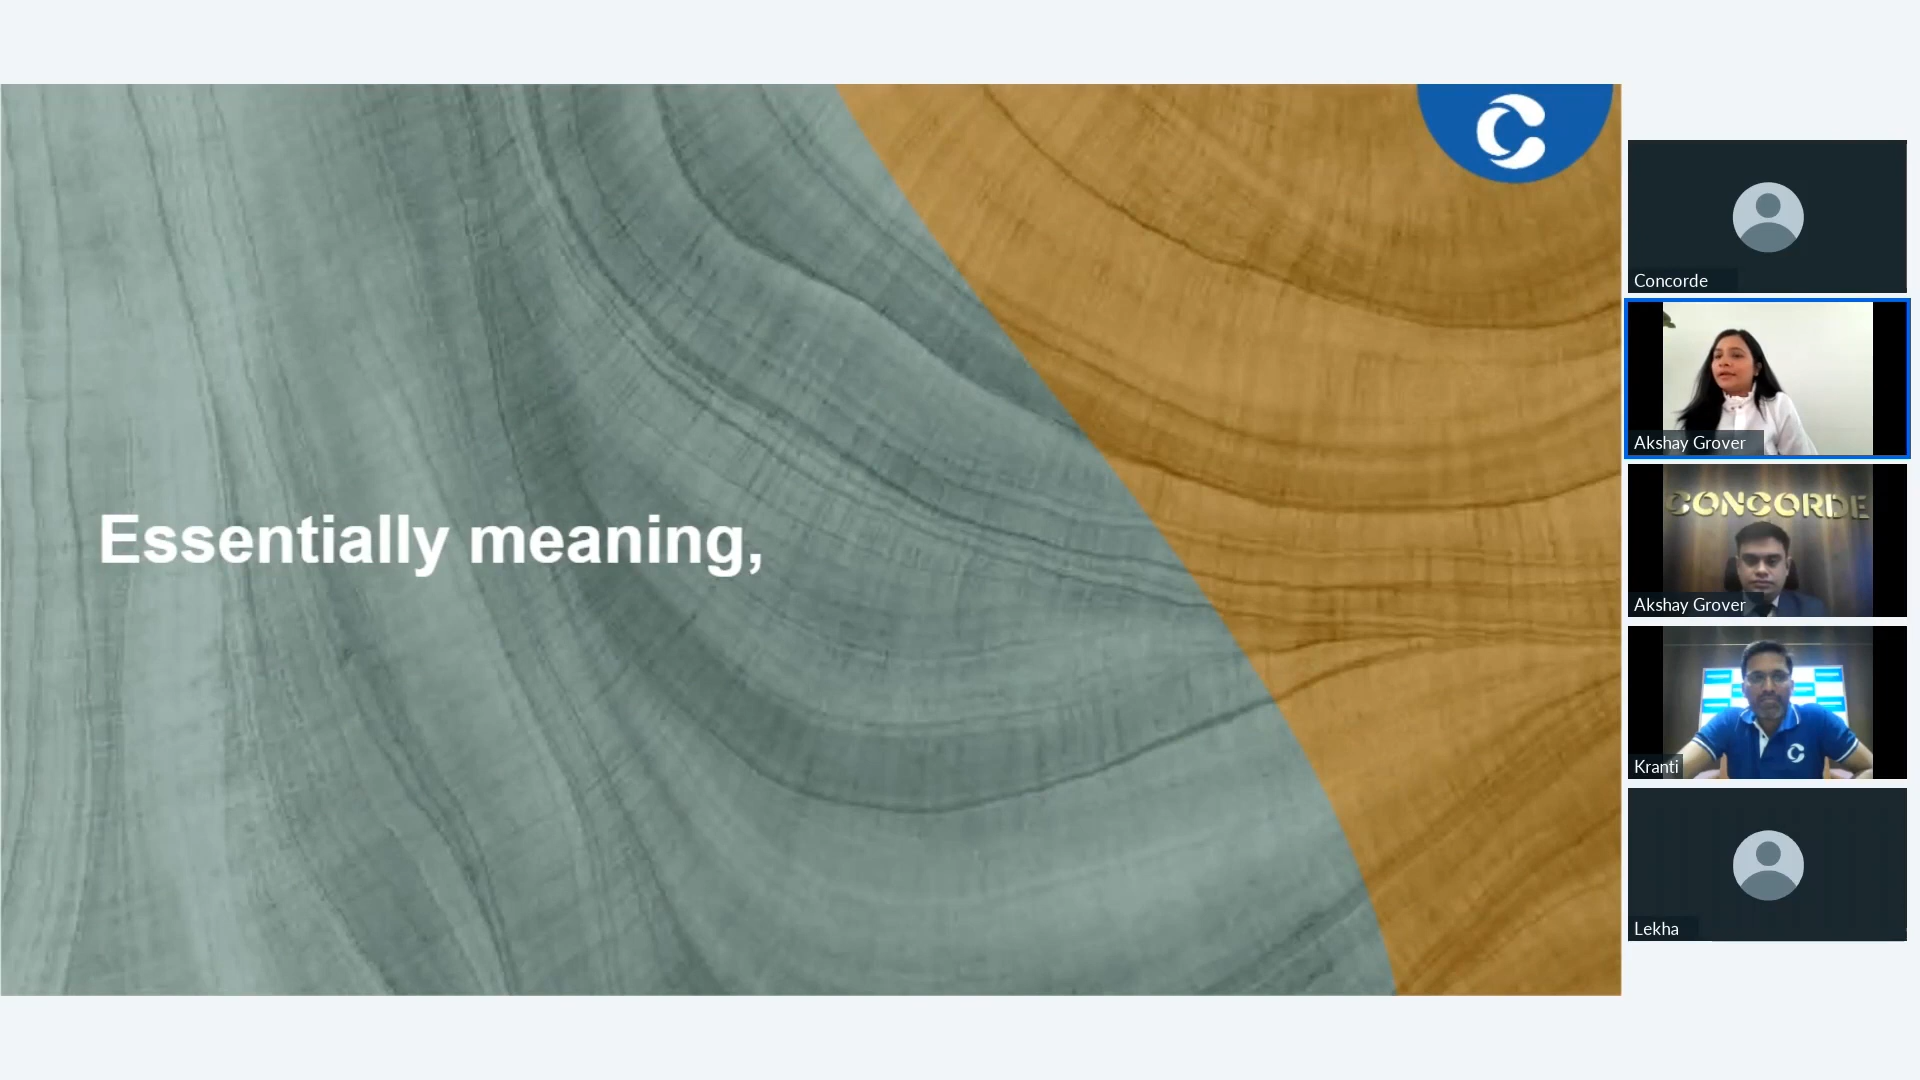 Essentially meaning,
Concorde
Akshay Grover
CONCORDE
Akshay Grover
Kranti
Lekha